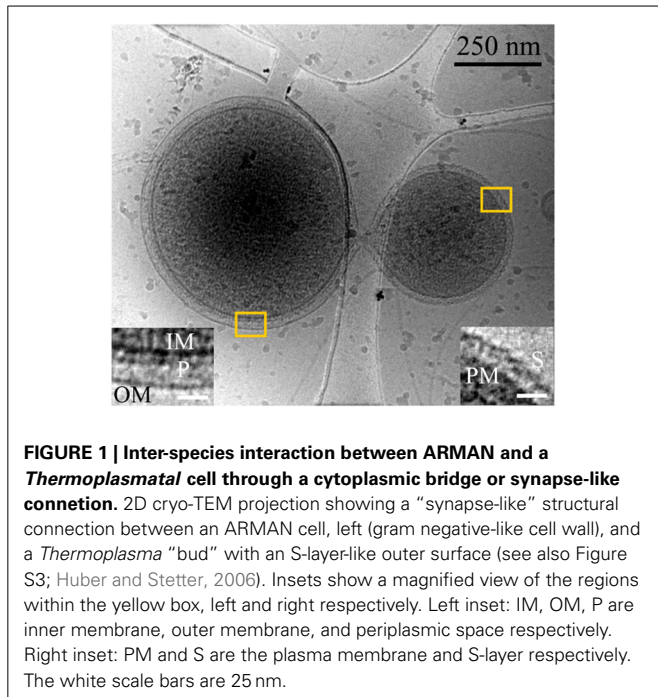 250 nm
IM
P
OM
S
PM
FIGURE 1 | Inter-species interaction between ARMAN and a
Thermoplasmatal cell through a cytoplasmic bridge or synapse-like
connetion. 2D cryo-TEM projection showing a “synapse-like” structural
connection between an ARMAN cell, left (gram negative-like cell wall), and
a Thermoplasma “bud” with an S-layer-like outer surface (see also Figure
S3; Huber and Stetter, 2006). Insets show a magnified view of the regions
within the yellow box, left and right respectively. Left inset: IM, OM, P are
inner membrane, outer membrane, and periplasmic space respectively.
Right inset: PM and S are the plasma membrane and S-layer respectively.
The white scale bars are 25 nm.